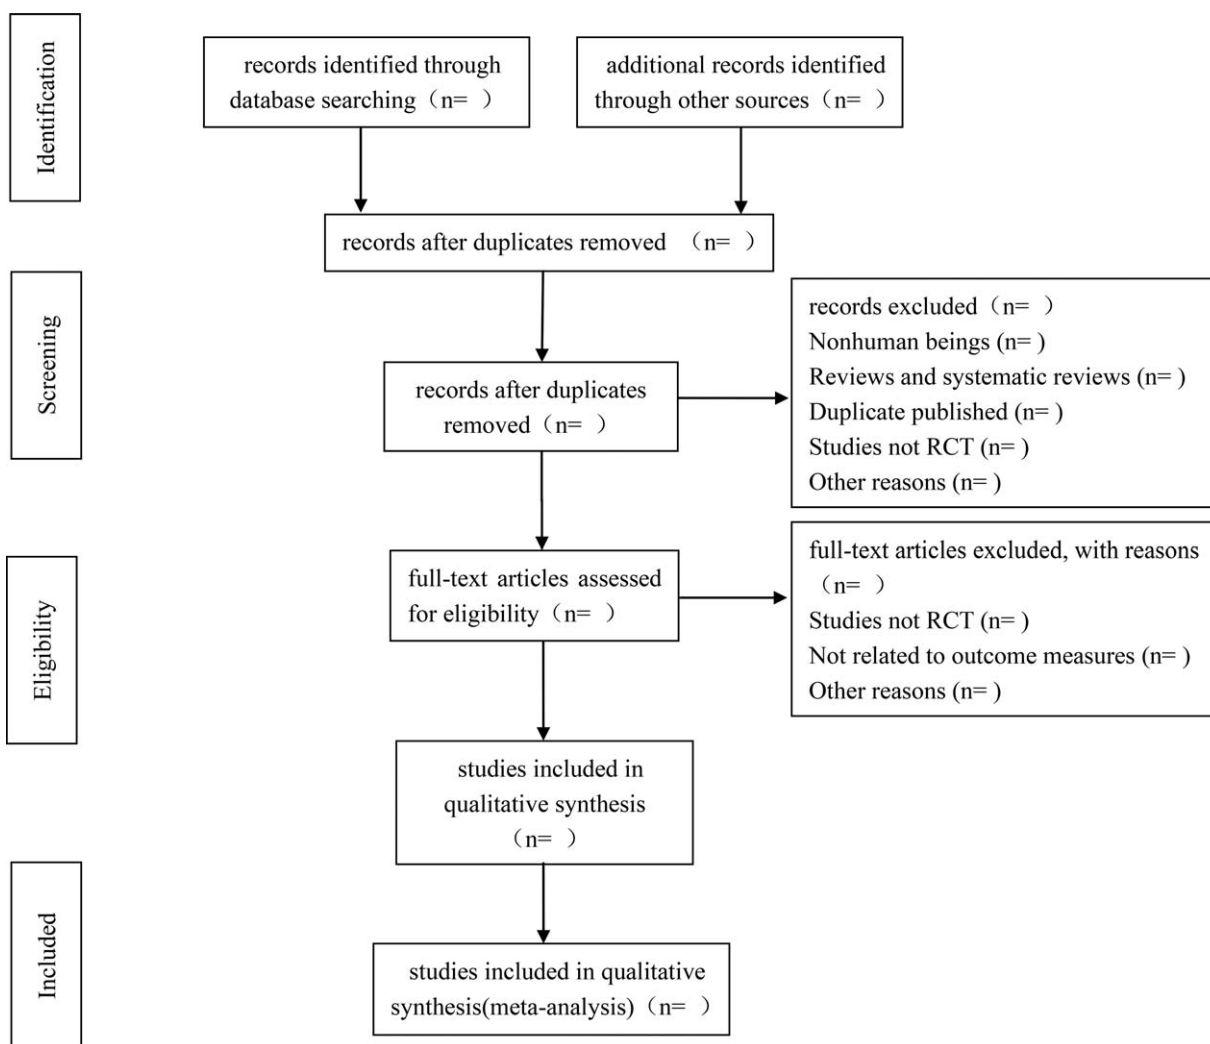 Identification
records identified through
database searching（n= ）
additional records identified
through other sources（n= ）
records after duplicates removed （n= ）
Screening
records after duplicates
removed（n= ）
records excluded（n= ）
Nonhuman beings (n= )
Reviews and systematic reviews (n= )
Duplicate published (n= )
Studies not RCT (n= )
Other reasons (n= )
Eligibility
full-text articles assessed
for eligibility（n= ）
full-text articles excluded, with reasons
（n= ）
Studies not RCT (n= )
Not related to outcome measures (n= )
Other reasons (n= )
studies included in
qualitative synthesis
（n= ）
Included
studies included in qualitative
synthesis(meta-analysis)（n= ）